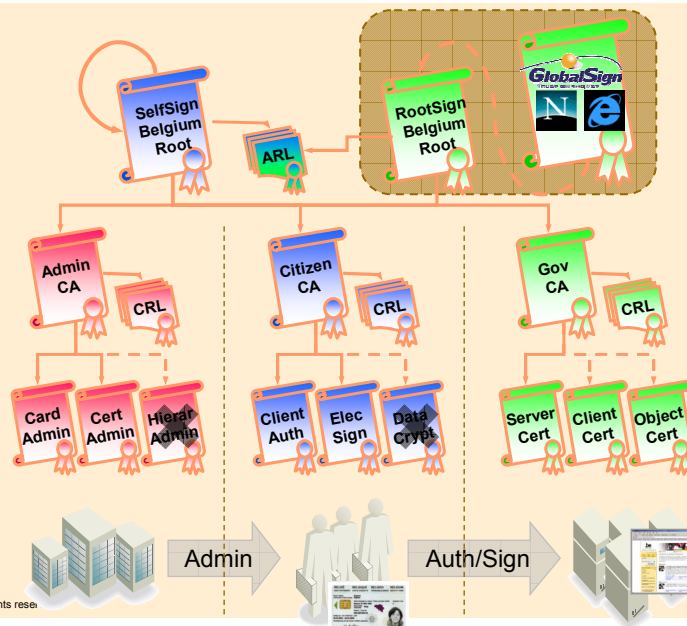 SelfSign
Belgium
Root
ARL
RootSign
Belgium
Root
GlobalSign
N
e
Admin
CA
CRL
Citizen
CA
CRL
Gov
CA
CRL
Card
Admin
Cert
Admin
Hierar
Admin
Client
Auth
Elec
Sign
Data
Crypt
Server
Cert
Client
Cert
Object
Cert
Admin
Auth/Sign
.be
nts rese